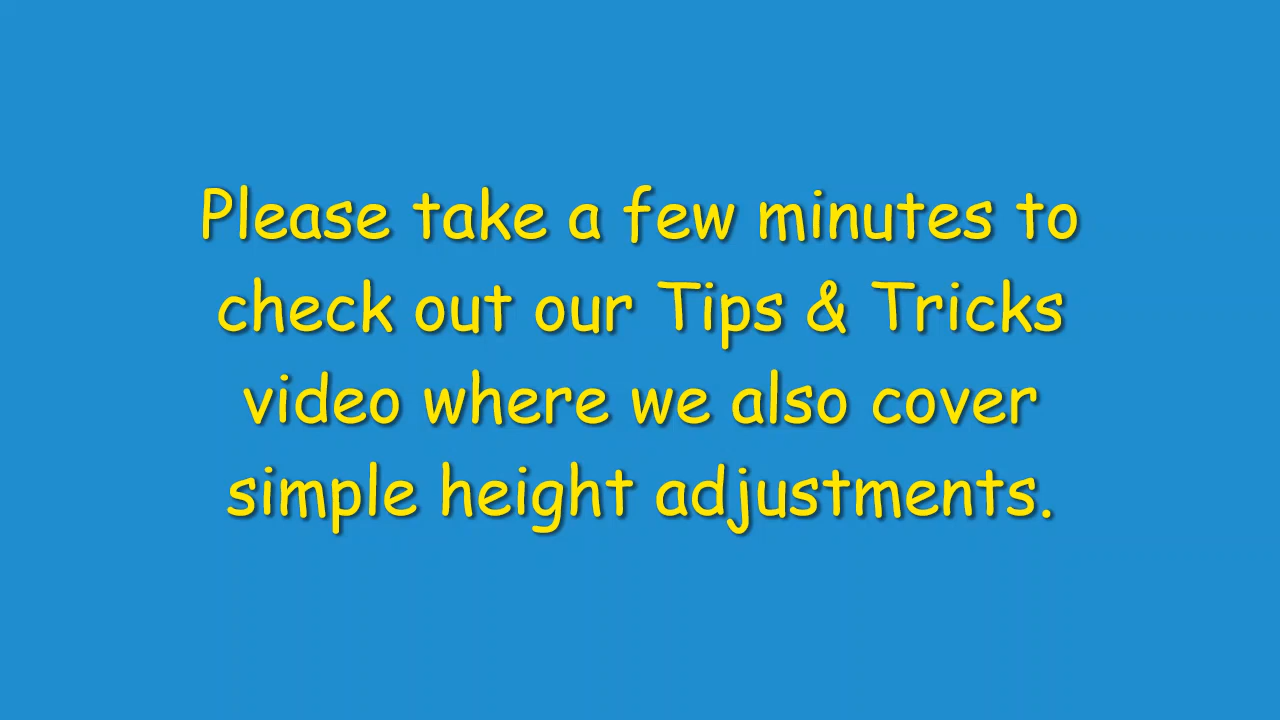 Please take a few minutes to
check out our Tips & Tricks
video where we also cover
simple height adjustments.